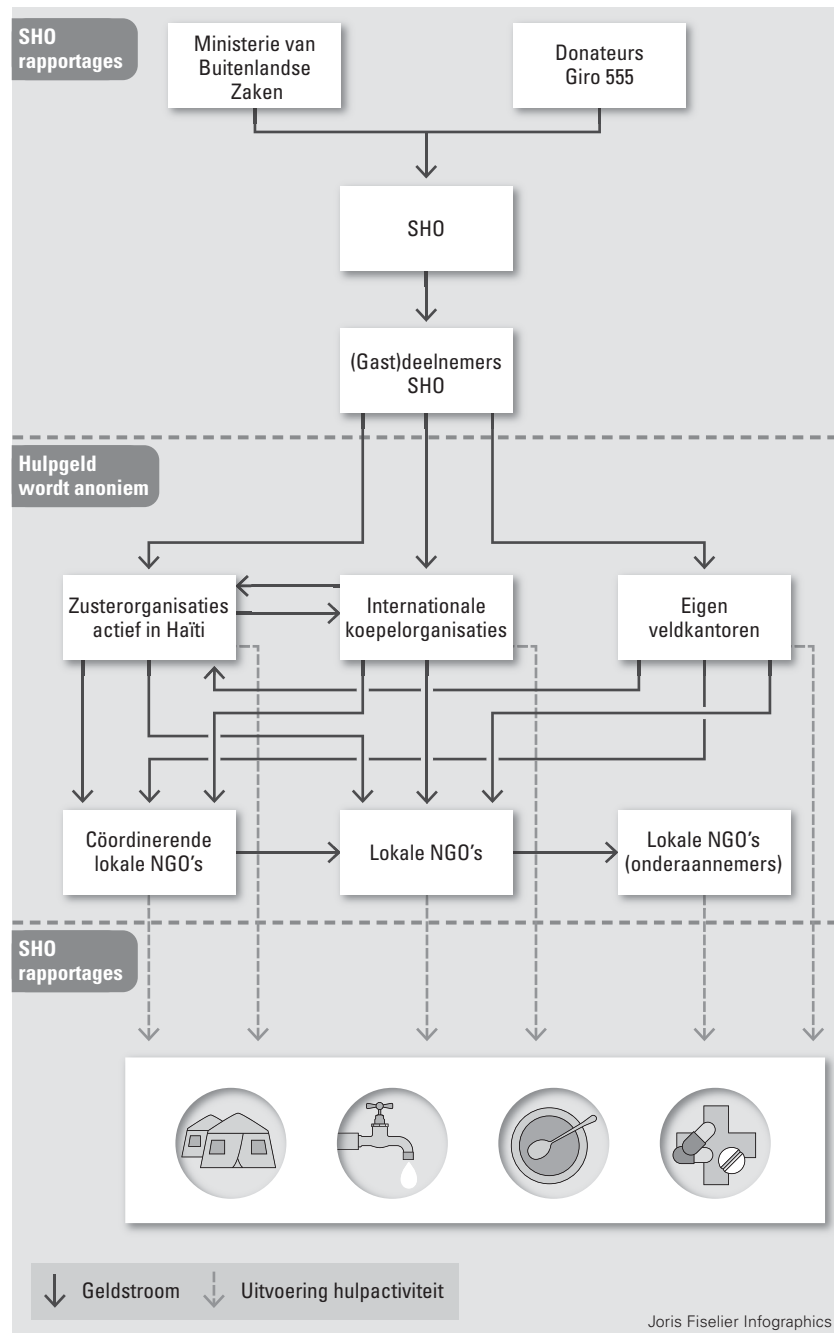 SHO
rapportages
Ministerie van
Buitenlandse
Zaken
Donateurs
Giro 555
SHO
(Gast)deelnemers
SHO
Hulpgeld
wordt anoniem
Zusterorganisaties
actief in Haïti
Internationale
koepelorganisaties
Eigen
veldkantoren
Cöordinerende
lokale NGO's
Lokale NGO's
Lokale NGO's
(onderaannemers)
SHO
rapportages
Geldstroom
Uitvoering hulpactiviteit
Joris Fiselier Infographics